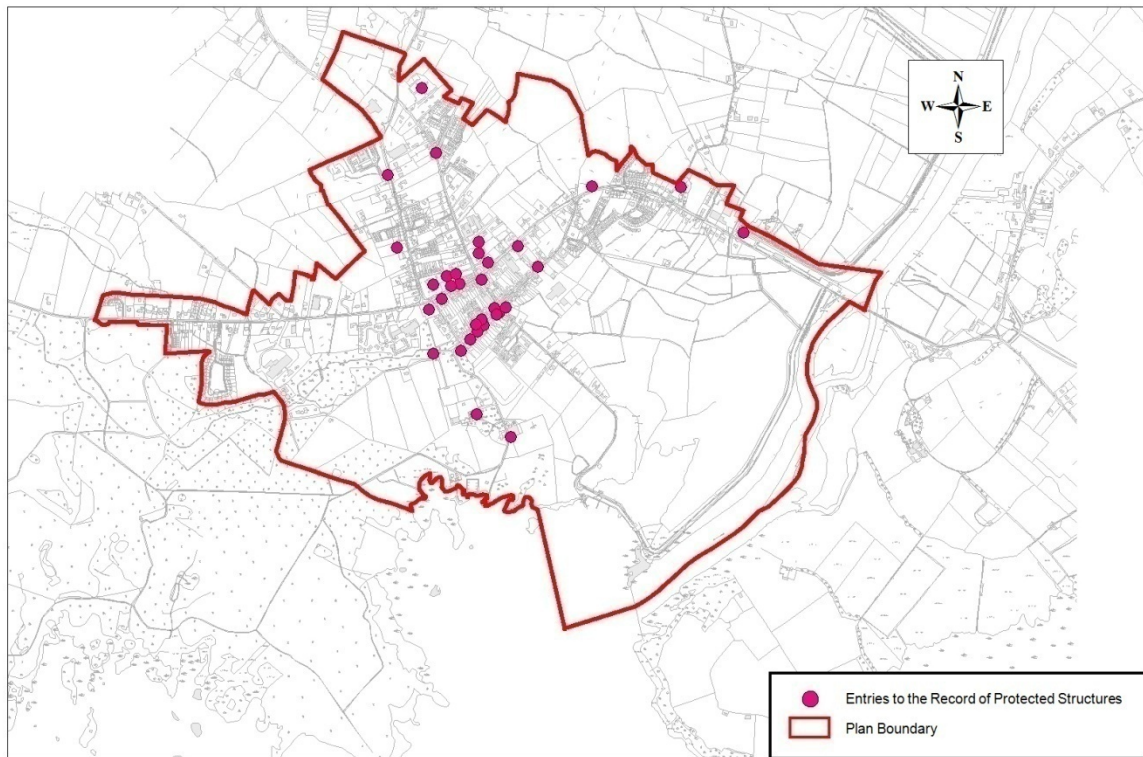 N
W E
S
Entries to the Record of Protected Structures
Plan Boundary